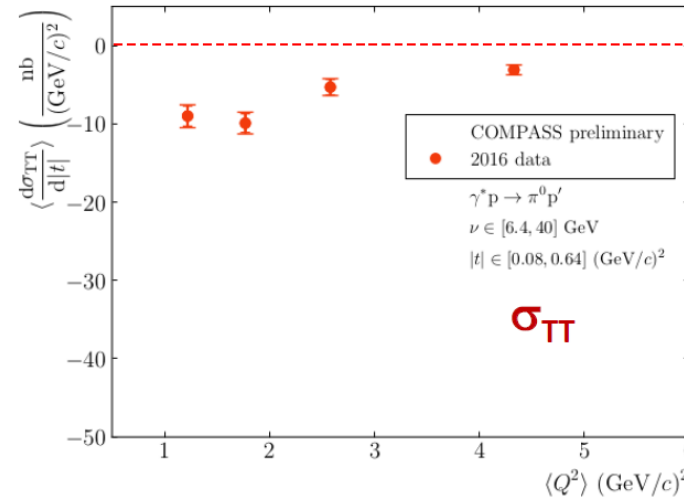 ⟨dσ_TT/d|t|⟩ (nb/(GeV/c)²)
0
−10
−20
−30
−40
−50
COMPASS preliminary
2016 data
γ*p → π⁰p′
ν ∈ [6.4, 40] GeV
|t| ∈ [0.08, 0.64] (GeV/c)²
σ_TT
1 2 3 4 5
⟨Q²⟩ (GeV/c)²